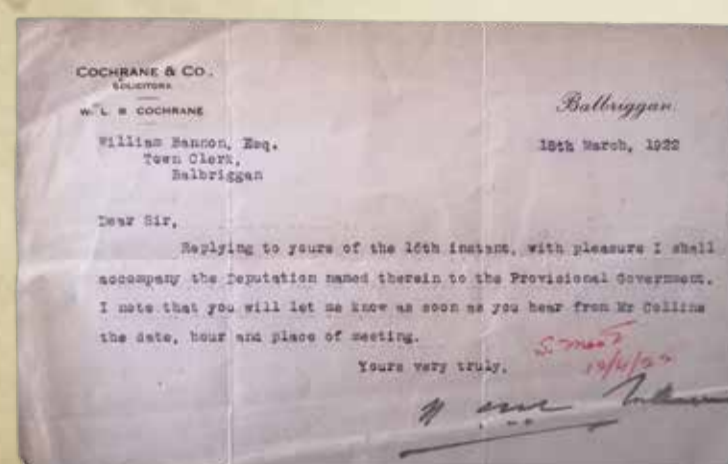 COCHRANE & CO.
SOLICITORS
W. L. B COCHRANE
Balbriggan.
William Bannon, Esq.
Town Clerk,
Balbriggan
18th March, 1922
Dear Sir,
Replying to yours of the 16th instant, with pleasure I shall
accompany the Deputation named therein to the Provisional Government.
I note that you will let me know as soon as you hear from Mr Collins
the date, hour and place of meeting.
Yours very truly,